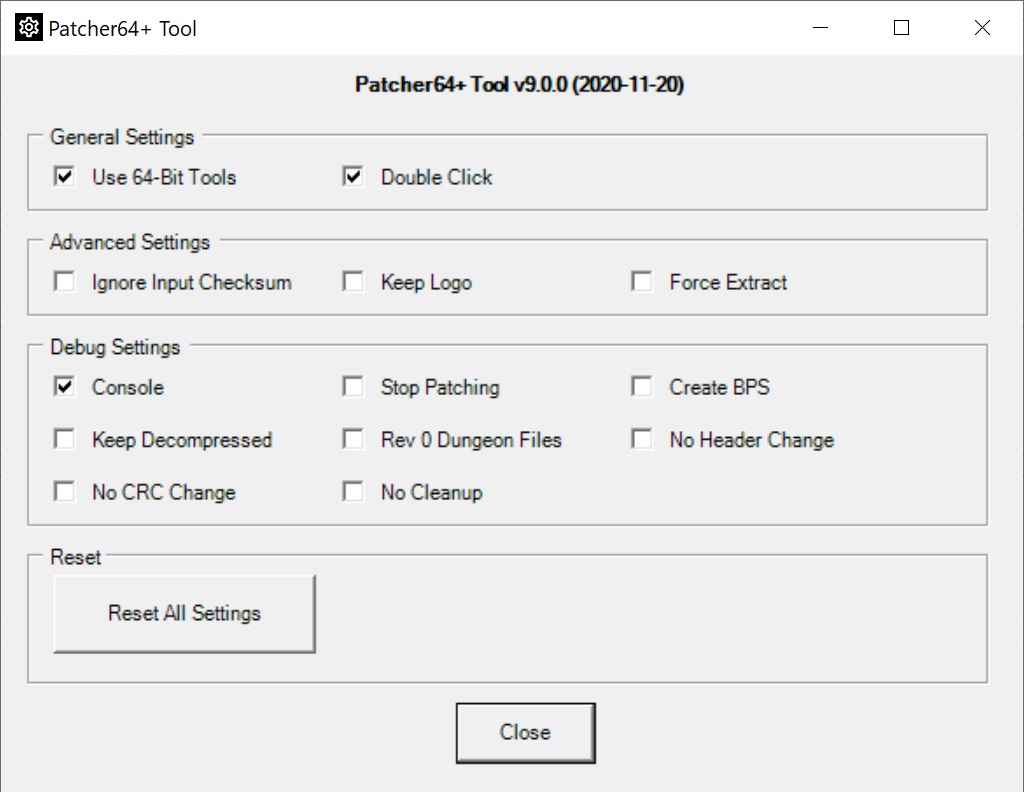 Patcher64+ Tool
Patcher64+ Tool v9.0.0 (2020-11-20)
General Settings
Use 64-Bit Tools Double Click
Advanced Settings
Ignore Input Checksum Keep Logo Force Extract
Debug Settings
Console Stop Patching Create BPS
Keep Decompressed Rev 0 Dungeon Files No Header Change
No CRC Change No Cleanup
Reset
Reset All Settings
Close